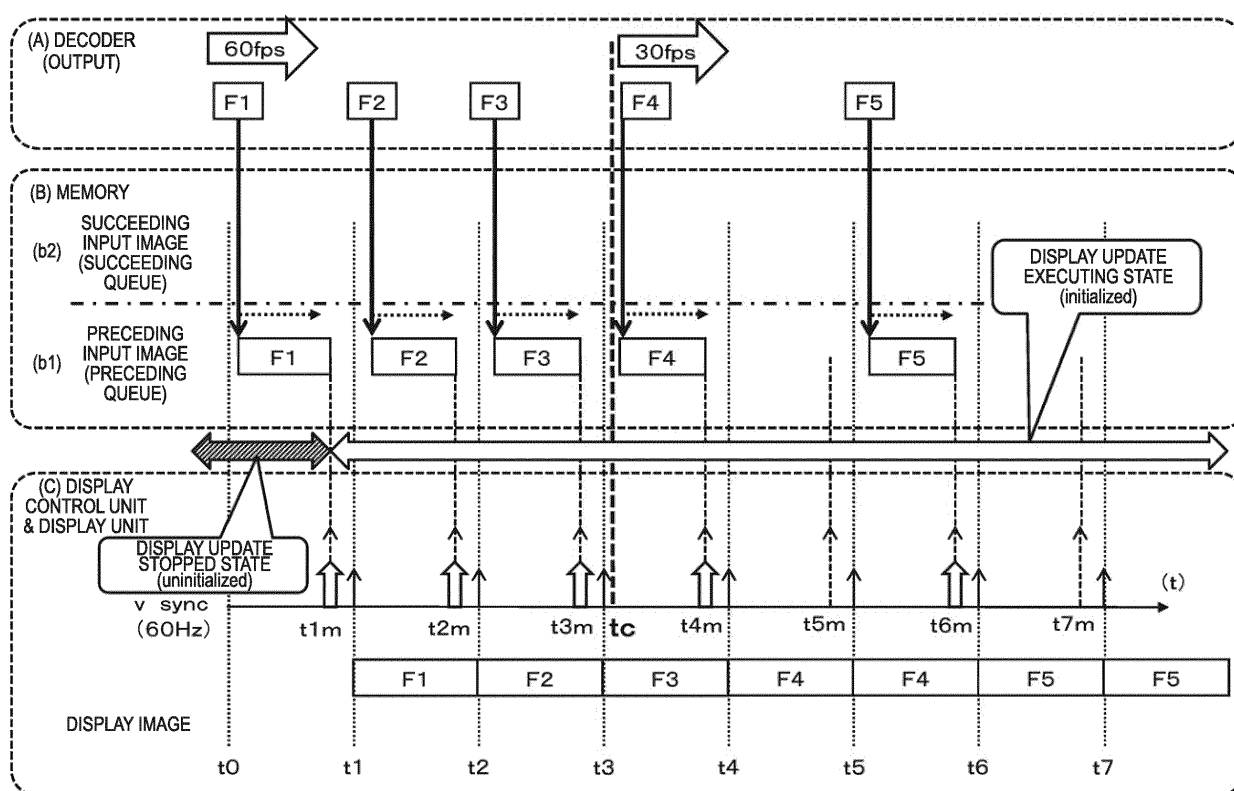 (A) DECODER
(OUTPUT)
60fps
30fps
F1 F2 F3 F4 F5
(B) MEMORY
(b2) SUCCEEDING
INPUT IMAGE
(SUCCEEDING
QUEUE)
DISPLAY UPDATE
EXECUTING STATE
(initialized)
(b1) PRECEDING
INPUT IMAGE
(PRECEDING
QUEUE)
F1 F2 F3 F4 F5
(C) DISPLAY
CONTROL UNIT
& DISPLAY UNIT
DISPLAY UPDATE
STOPPED STATE
(uninitialized)
v sync
(60Hz)
(t)
t1m t2m t3m tc t4m t5m t6m t7m
F1 F2 F3 F4 F4 F5 F5
DISPLAY IMAGE
t0 t1 t2 t3 t4 t5 t6 t7